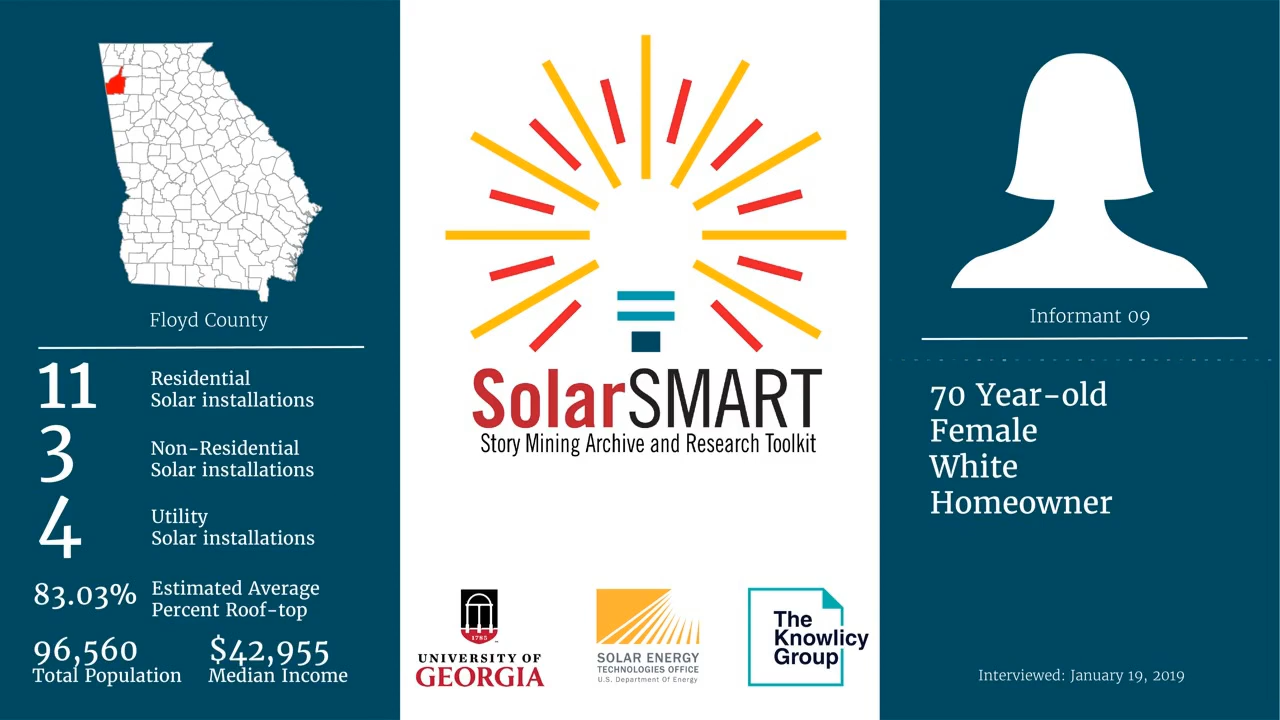 Floyd County
11
Residential
Solar installations
3
Non-Residential
Solar installations
4
Utility
Solar installations
83.03%
Estimated Average
Percent Roof-top
96,560
Total Population
$42,955
Median Income
SolarSMART
Story Mining Archive and Research Toolkit
1785
UNIVERSITY OF
GEORGIA
SOLAR ENERGY
TECHNOLOGIES OFFICE
U.S. Department Of Energy
The
Knowlicy
Group
Informant 09
70 Year-old
Female
White
Homeowner
Interviewed: January 19, 2019